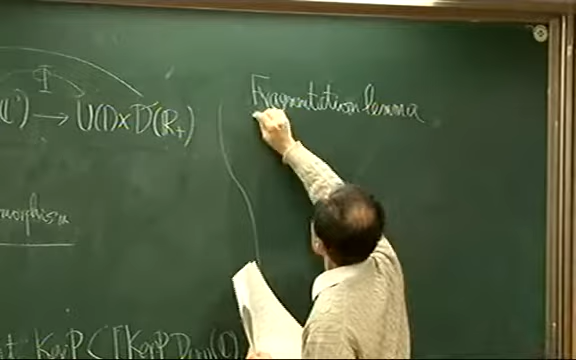 Φ
⟶ U(1)×D(R₊)
morphism
Ker P ⊂ [Ker P,
Fragmentation lemma